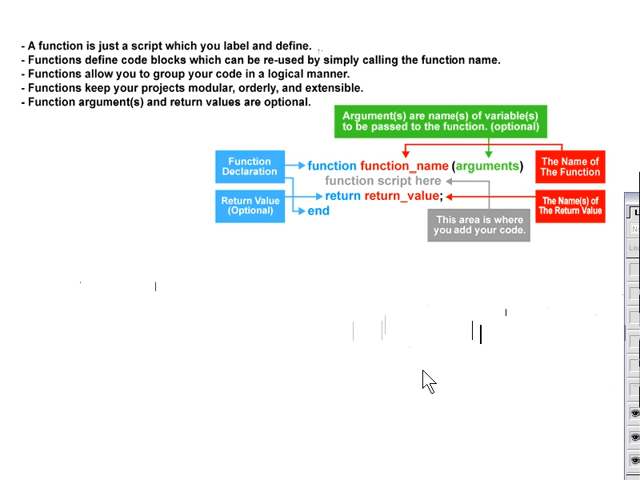 - A function is just a script which you label and define.
- Functions define code blocks which can be re-used by simply calling the function name.
- Functions allow you to group your code in a logical manner.
- Functions keep your projects modular, orderly, and extensible.
- Function argument(s) and return values are optional.
Argument(s) are name(s) of variable(s)
to be passed to the function. (optional)
Function
Declaration
function function_name (arguments)
The Name of
The Function
function script here
Return Value
(Optional)
return return_value;
The Name(s) of
The Return Value
end
This area is where
you add your code.